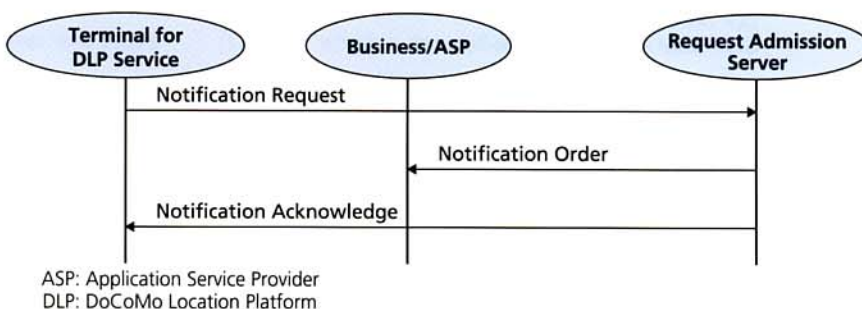 Terminal for
DLP Service
Business/ASP
Request Admission
Server
Notification Request
Notification Order
Notification Acknowledge
ASP: Application Service Provider
DLP: DoCoMo Location Platform